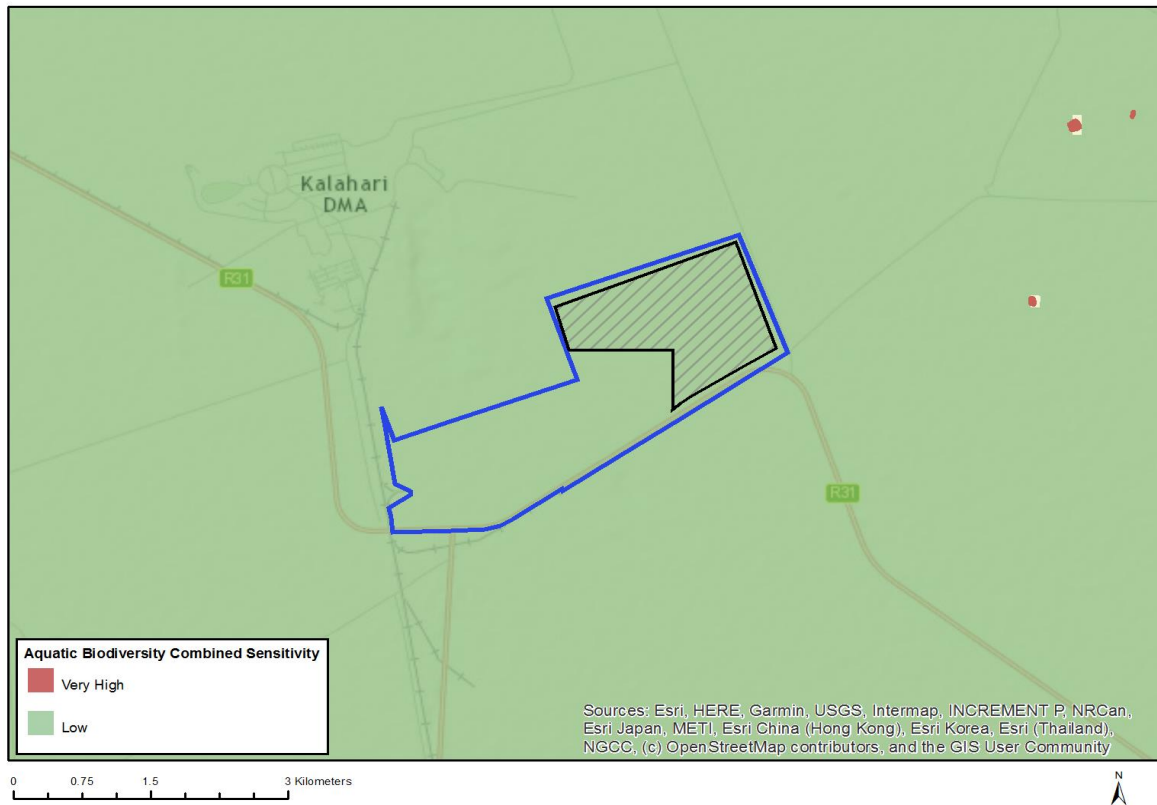 Kalahari
DMA
R31
R31
Aquatic Biodiversity Combined Sensitivity
Very High
Low
Sources: Esri, HERE, Garmin, USGS, Intermap, INCREMENT P, NRCan,
Esri Japan, METI, Esri China (Hong Kong), Esri Korea, Esri (Thailand),
NGCC, (c) OpenStreetMap contributors, and the GIS User Community
0 0.75 1.5 3 Kilometers
N